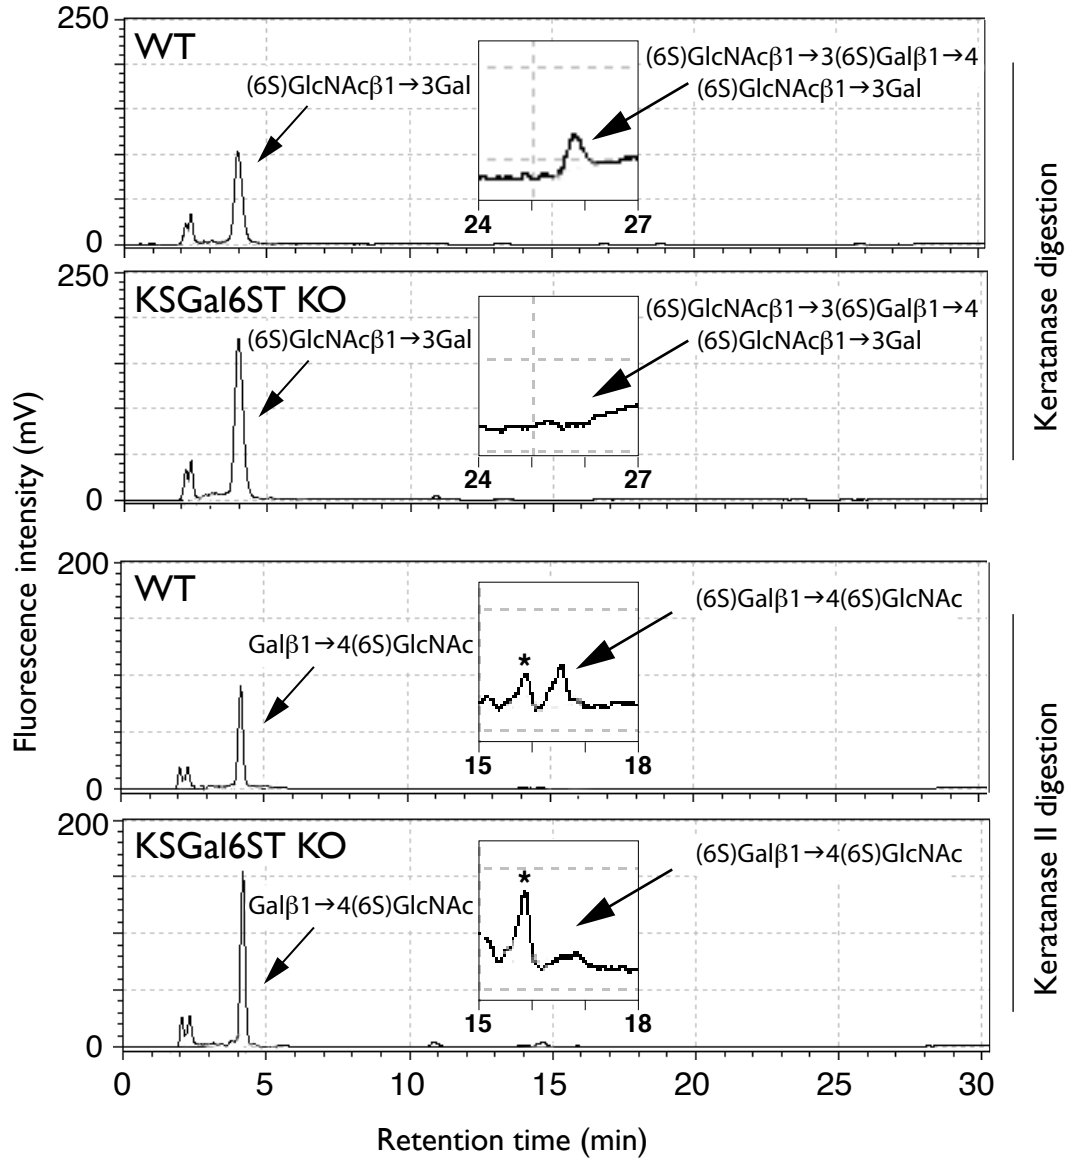 250
WT
(6S)GlcNAcβ1→3Gal
(6S)GlcNAcβ1→3(6S)Galβ1→4
(6S)GlcNAcβ1→3Gal
24
27
0
250
KSGal6ST KO
(6S)GlcNAcβ1→3Gal
(6S)GlcNAcβ1→3(6S)Galβ1→4
(6S)GlcNAcβ1→3Gal
24
27
0
Keratanase digestion
Fluorescence intensity (mV)
200
WT
Galβ1→4(6S)GlcNAc
(6S)Galβ1→4(6S)GlcNAc
*
15
18
0
200
KSGal6ST KO
Galβ1→4(6S)GlcNAc
(6S)Galβ1→4(6S)GlcNAc
*
15
18
0
Keratanase II digestion
0 5 10 15 20 25 30
Retention time (min)